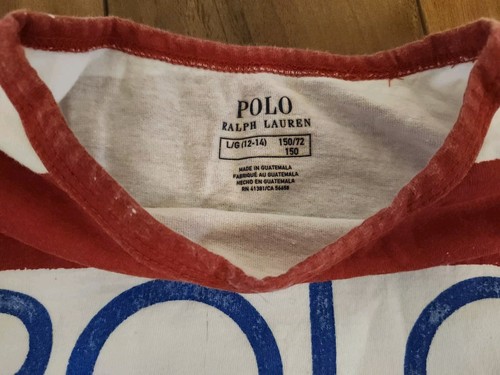 POLO
RALPH LAUREN
L/G (12-14) 150/72
150
MADE IN GUATEMALA
FABRIQUÉ AU GUATEMALA
HECHO EN GUATEMALA
RN 41381/CA 56688
POLO